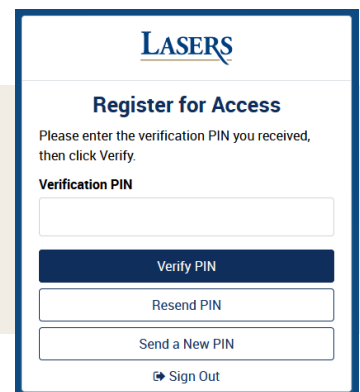 LASERS
Register for Access
Please enter the verification PIN you received,
then click Verify.
Verification PIN
Verify PIN
Resend PIN
Send a New PIN
Sign Out